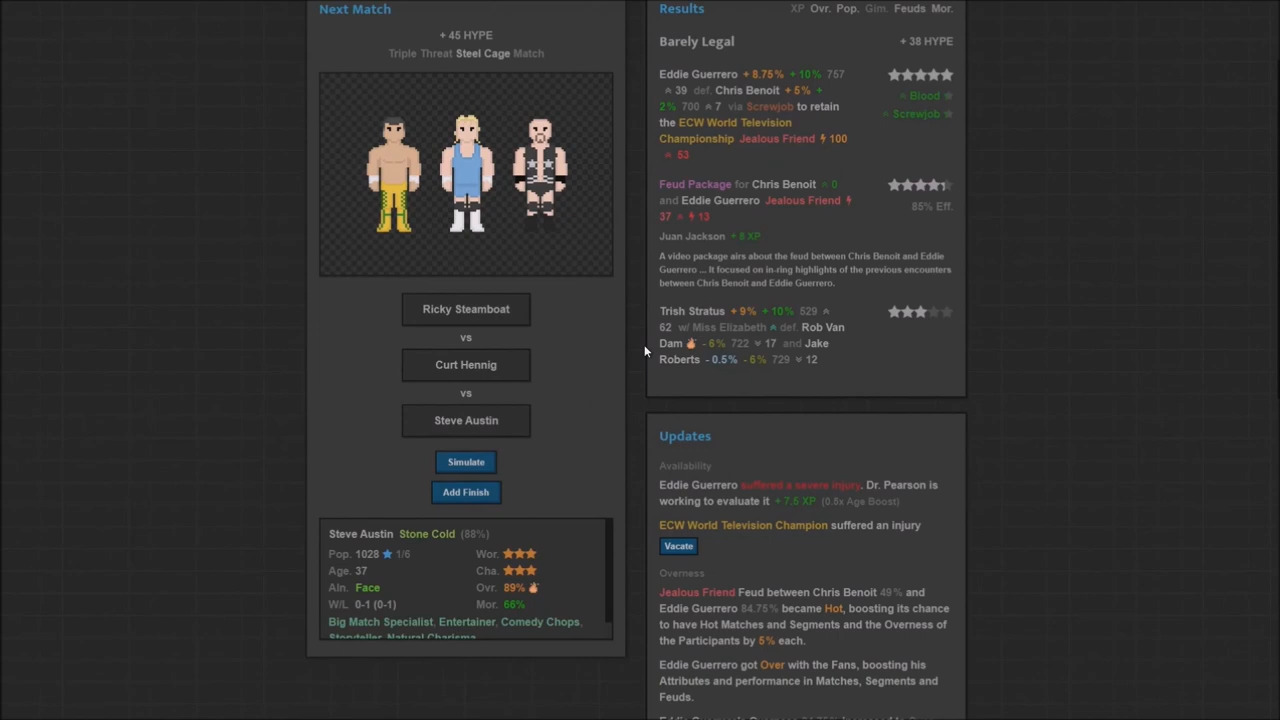 Next Match
+ 45 HYPE
Triple Threat Steel Cage Match
Ricky Steamboat
vs
Curt Hennig
vs
Steve Austin
Simulate
Add Finish
Steve Austin Stone Cold (88%)
Pop. 1028 1/6
Wor.
Age. 37
Cha.
Aln. Face
Ovr. 89%
W/L 0-1 (0-1)
Mor. 66%
Big Match Specialist, Entertainer, Comedy Chops,
Storyteller, Natural Charisma
Results
XP Ovr. Pop. Gim. Feuds Mor.
Barely Legal
+ 38 HYPE
Eddie Guerrero + 8.75% + 10% 757
39 def. Chris Benoit + 5% +
2% 700 7 via Screwjob to retain
the ECW World Television
Championship Jealous Friend 100
53
Blood
Screwjob
Feud Package for Chris Benoit 0
and Eddie Guerrero Jealous Friend
37 13
85% Eff.
Juan Jackson + 8 XP
A video package airs about the feud between Chris Benoit and Eddie
Guerrero ... It focused on in-ring highlights of the previous encounters
between Chris Benoit and Eddie Guerrero.
Trish Stratus + 9% + 10% 529
62 w/ Miss Elizabeth def. Rob Van
Dam - 6% 722 17 and Jake
Roberts - 0.5% - 6% 729 12
Updates
Availability
Eddie Guerrero suffered a severe injury. Dr. Pearson is
working to evaluate it + 7.5 XP (0.5x Age Boost)
ECW World Television Champion suffered an injury
Vacate
Overness
Jealous Friend Feud between Chris Benoit 49% and
Eddie Guerrero 84.75% became Hot, boosting its chance
to have Hot Matches and Segments and the Overness of
the Participants by 5% each.
Eddie Guerrero got Over with the Fans, boosting his
Attributes and performance in Matches, Segments and
Feuds.